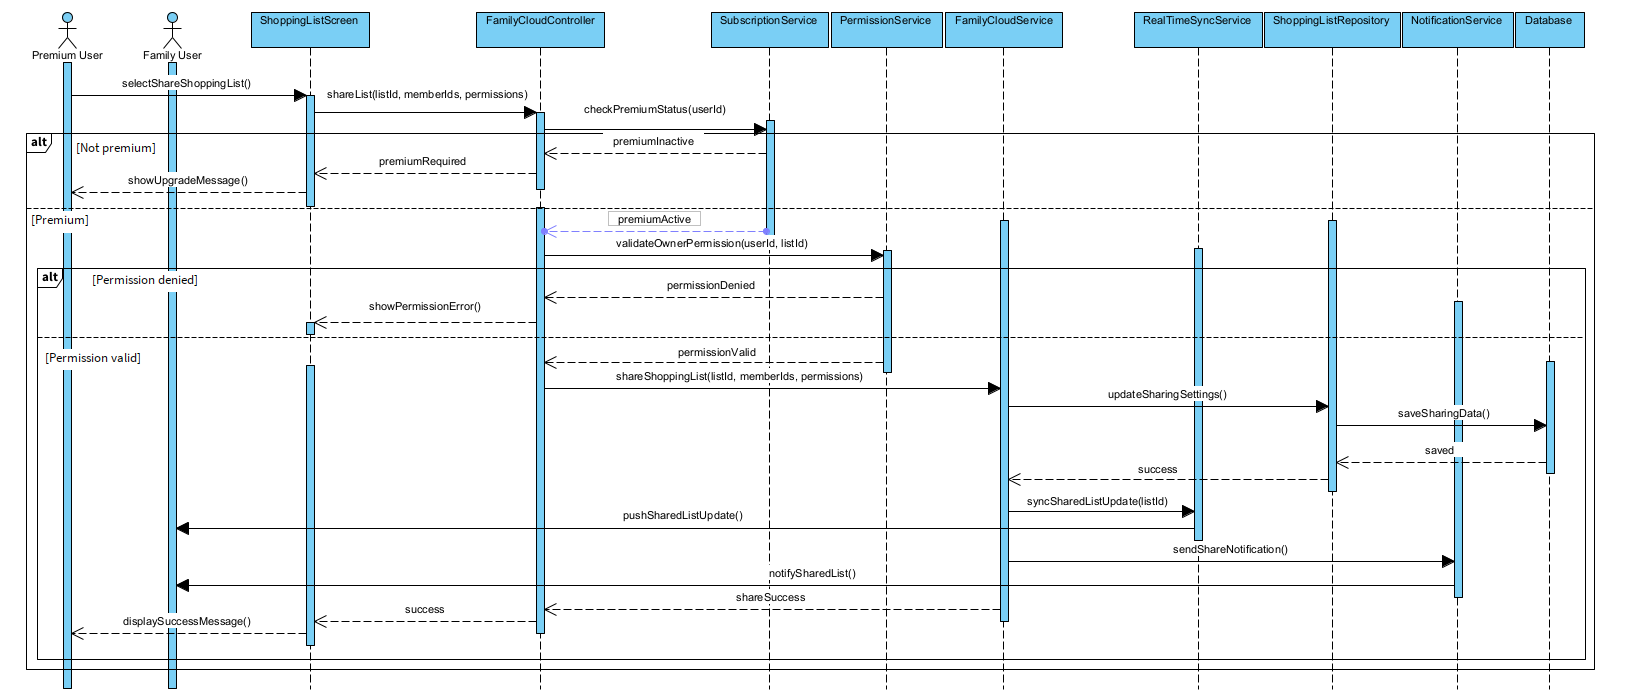 ShoppingListScreen
FamilyCloudController
SubscriptionService
PermissionService
FamilyCloudService
RealTimeSyncService
ShoppingListRepository
NotificationService
Database
Premium User
Family User
selectShareShoppingList()
shareList(listId, memberIds, permissions)
checkPremiumStatus(userId)
alt
[Not premium]
premiumInactive
premiumRequired
showUpgradeMessage()
[Premium]
premiumActive
validateOwnerPermission(userId, listId)
alt
[Permission denied]
permissionDenied
showPermissionError()
[Permission valid]
permissionValid
shareShoppingList(listId, memberIds, permissions)
updateSharingSettings()
saveSharingData()
saved
success
syncSharedListUpdate(listId)
pushSharedListUpdate()
sendShareNotification()
notifySharedList()
shareSuccess
success
displaySuccessMessage()